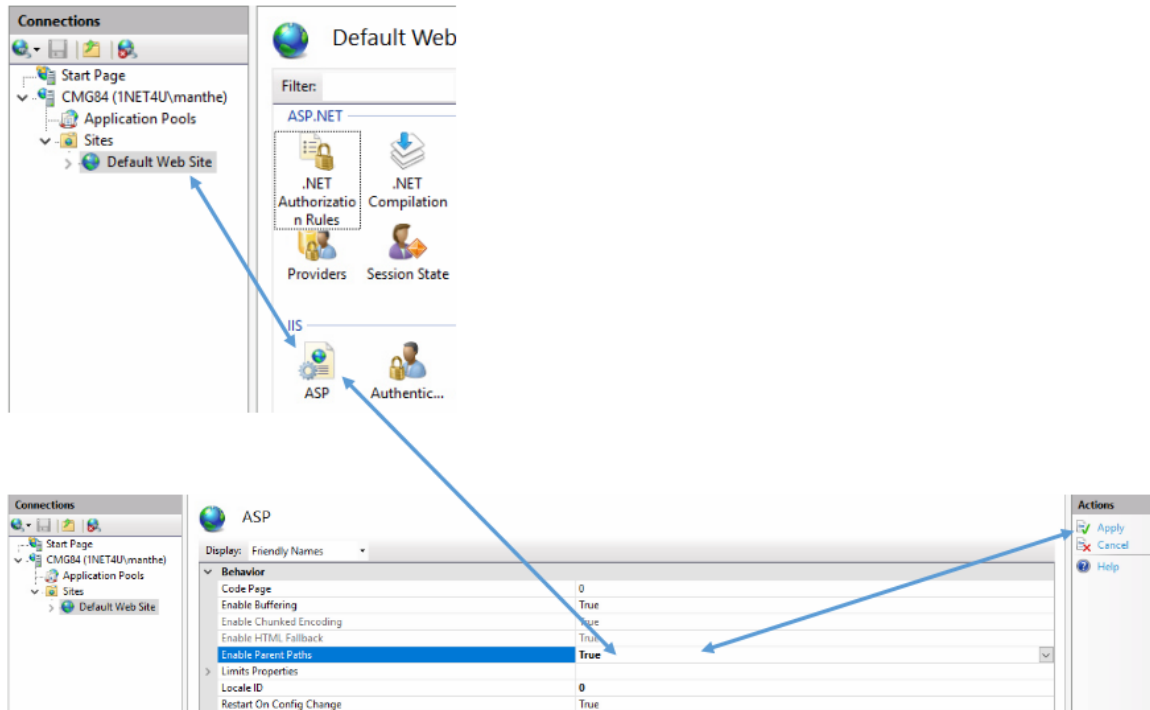 Connections
Start Page
CMG84 (1NET4U\manthe)
Application Pools
Sites
Default Web Site
Default Web
Filter:
ASP.NET
.NET
Authorizatio
n Rules
.NET
Compilation
Providers
Session State
IIS
ASP
Authentic...
Connections
Start Page
CMG84 (1NET4U\manthe)
Application Pools
Sites
Default Web Site
ASP
Display: Friendly Names
Behavior
Code Page 0
Enable Buffering True
Enable Chunked Encoding True
Enable HTML Fallback True
Enable Parent Paths True
Limits Properties
Locale ID 0
Restart On Config Change True
Actions
Apply
Cancel
Help